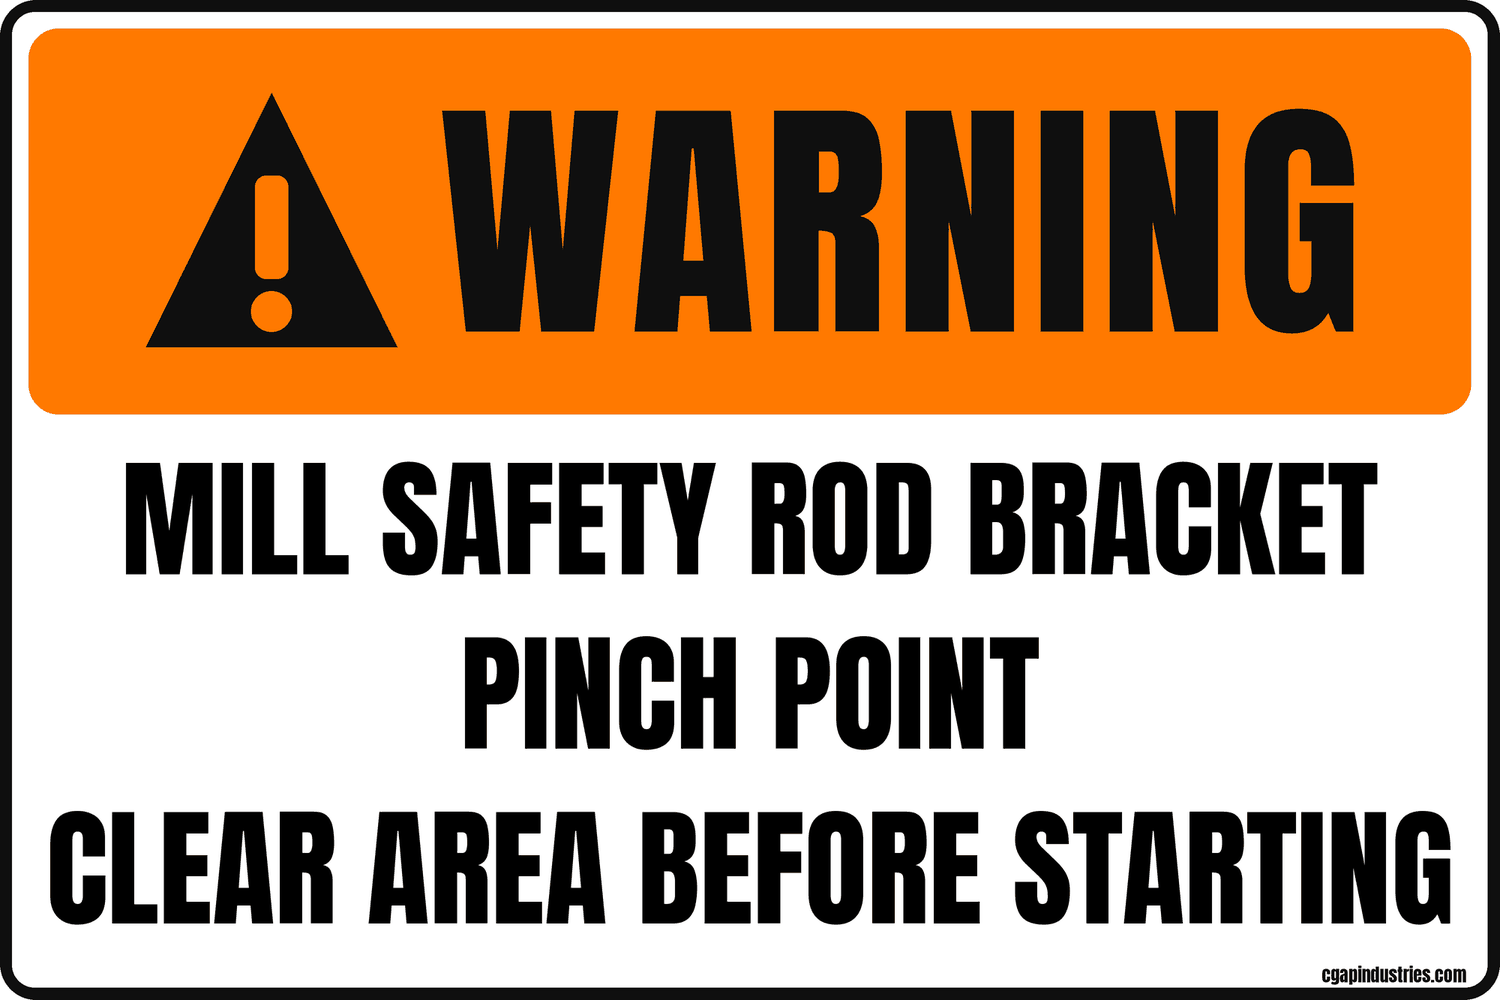 WARNING
MILL SAFETY ROD BRACKET
PINCH POINT
CLEAR AREA BEFORE STARTING
cgapindustries.com